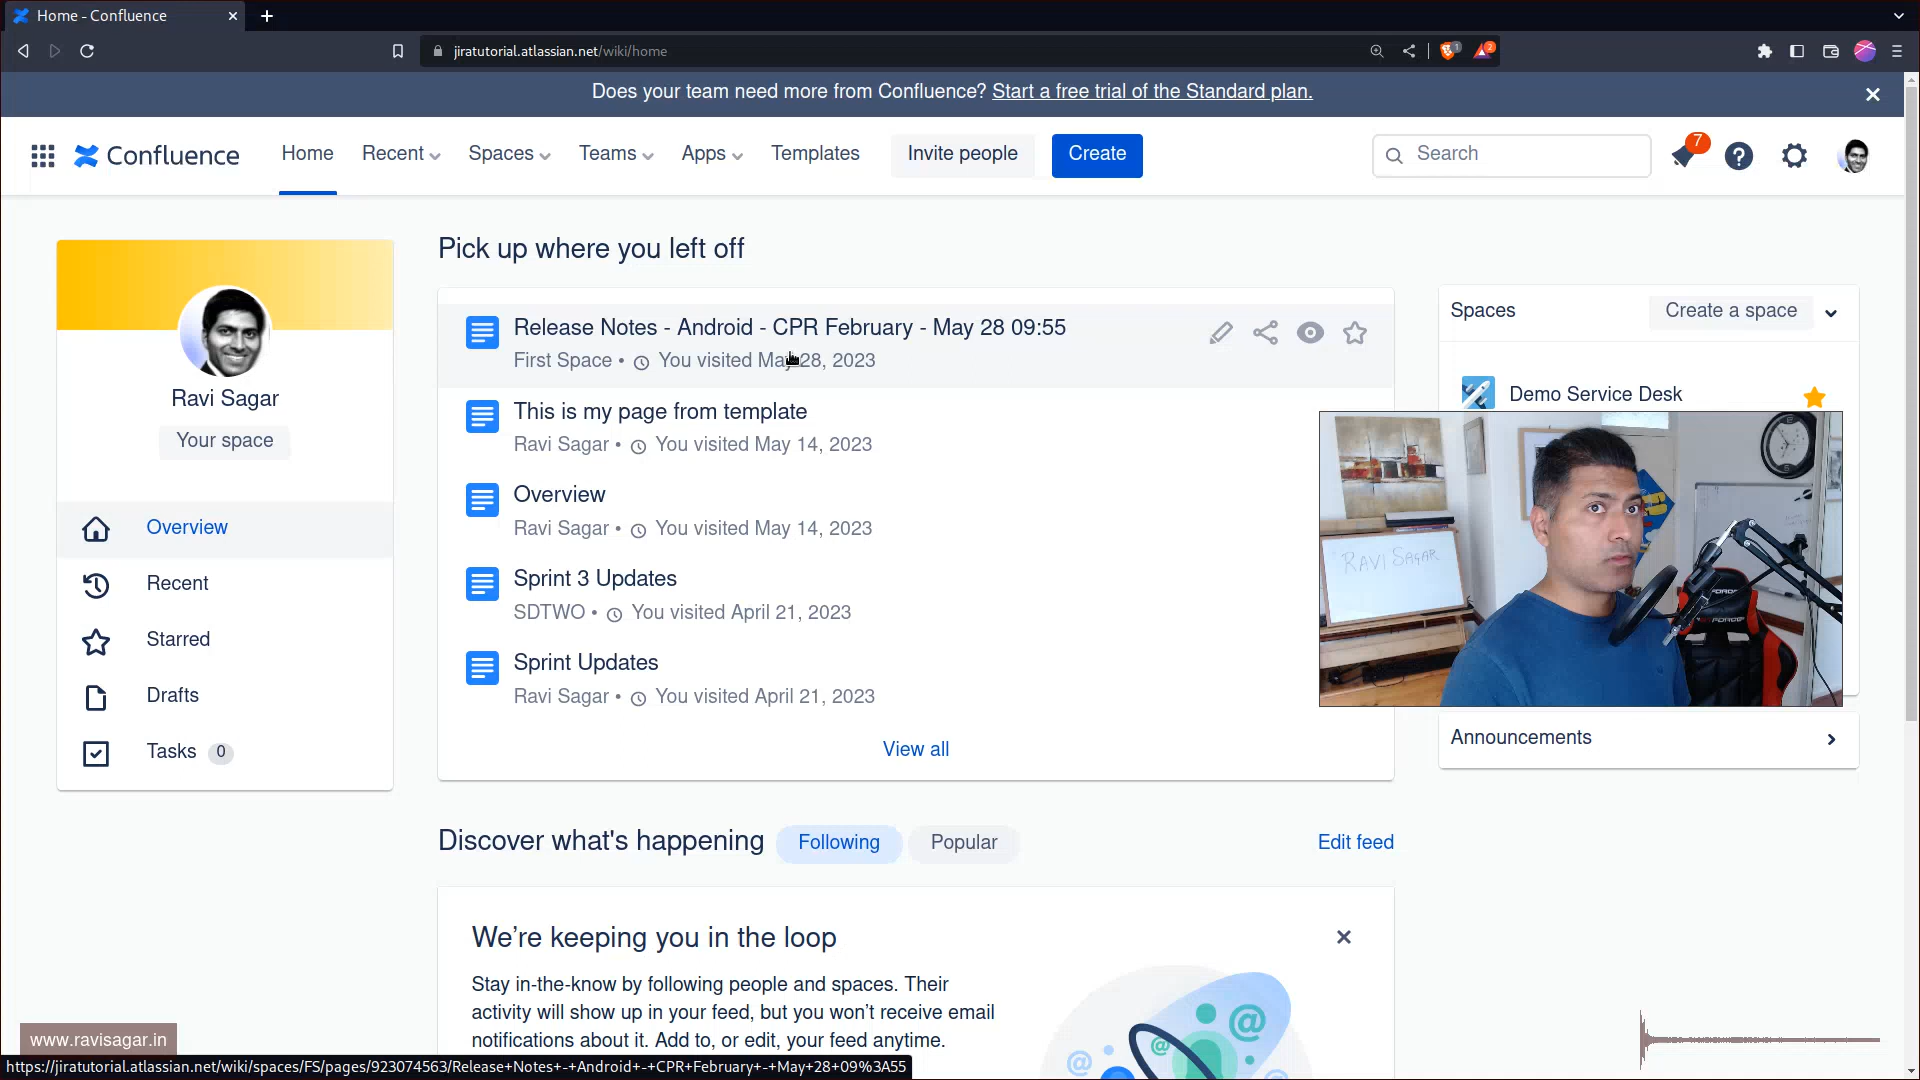 Home - Confluence
jiratutorial.atlassian.net/wiki/home
1
2
Does your team need more from Confluence? Start a free trial of the Standard plan.
Confluence
Home
Recent
Spaces
Teams
Apps
Templates
Invite people
Create
Search
7
Ravi Sagar
Your space
Overview
Recent
Starred
Drafts
Tasks 0
Pick up where you left off
Release Notes - Android - CPR February - May 28 09:55
First Space • You visited May 28, 2023
This is my page from template
Ravi Sagar • You visited May 14, 2023
Overview
Ravi Sagar • You visited May 14, 2023
Sprint 3 Updates
SDTWO • You visited April 21, 2023
Sprint Updates
Ravi Sagar • You visited April 21, 2023
View all
Spaces
Create a space
Demo Service Desk
RAVI SAGAR
Announcements
Discover what's happening
Following
Popular
Edit feed
We’re keeping you in the loop
Stay in-the-know by following people and spaces. Their
activity will show up in your feed, but you won’t receive email
notifications about it. Add to, or edit, your feed anytime.
@
@
@
@
www.ravisagar.in
https://jiratutorial.atlassian.net/wiki/spaces/FS/pages/923074563/Release+Notes+-+Android+-+CPR+February+-+May+28+09%3A55